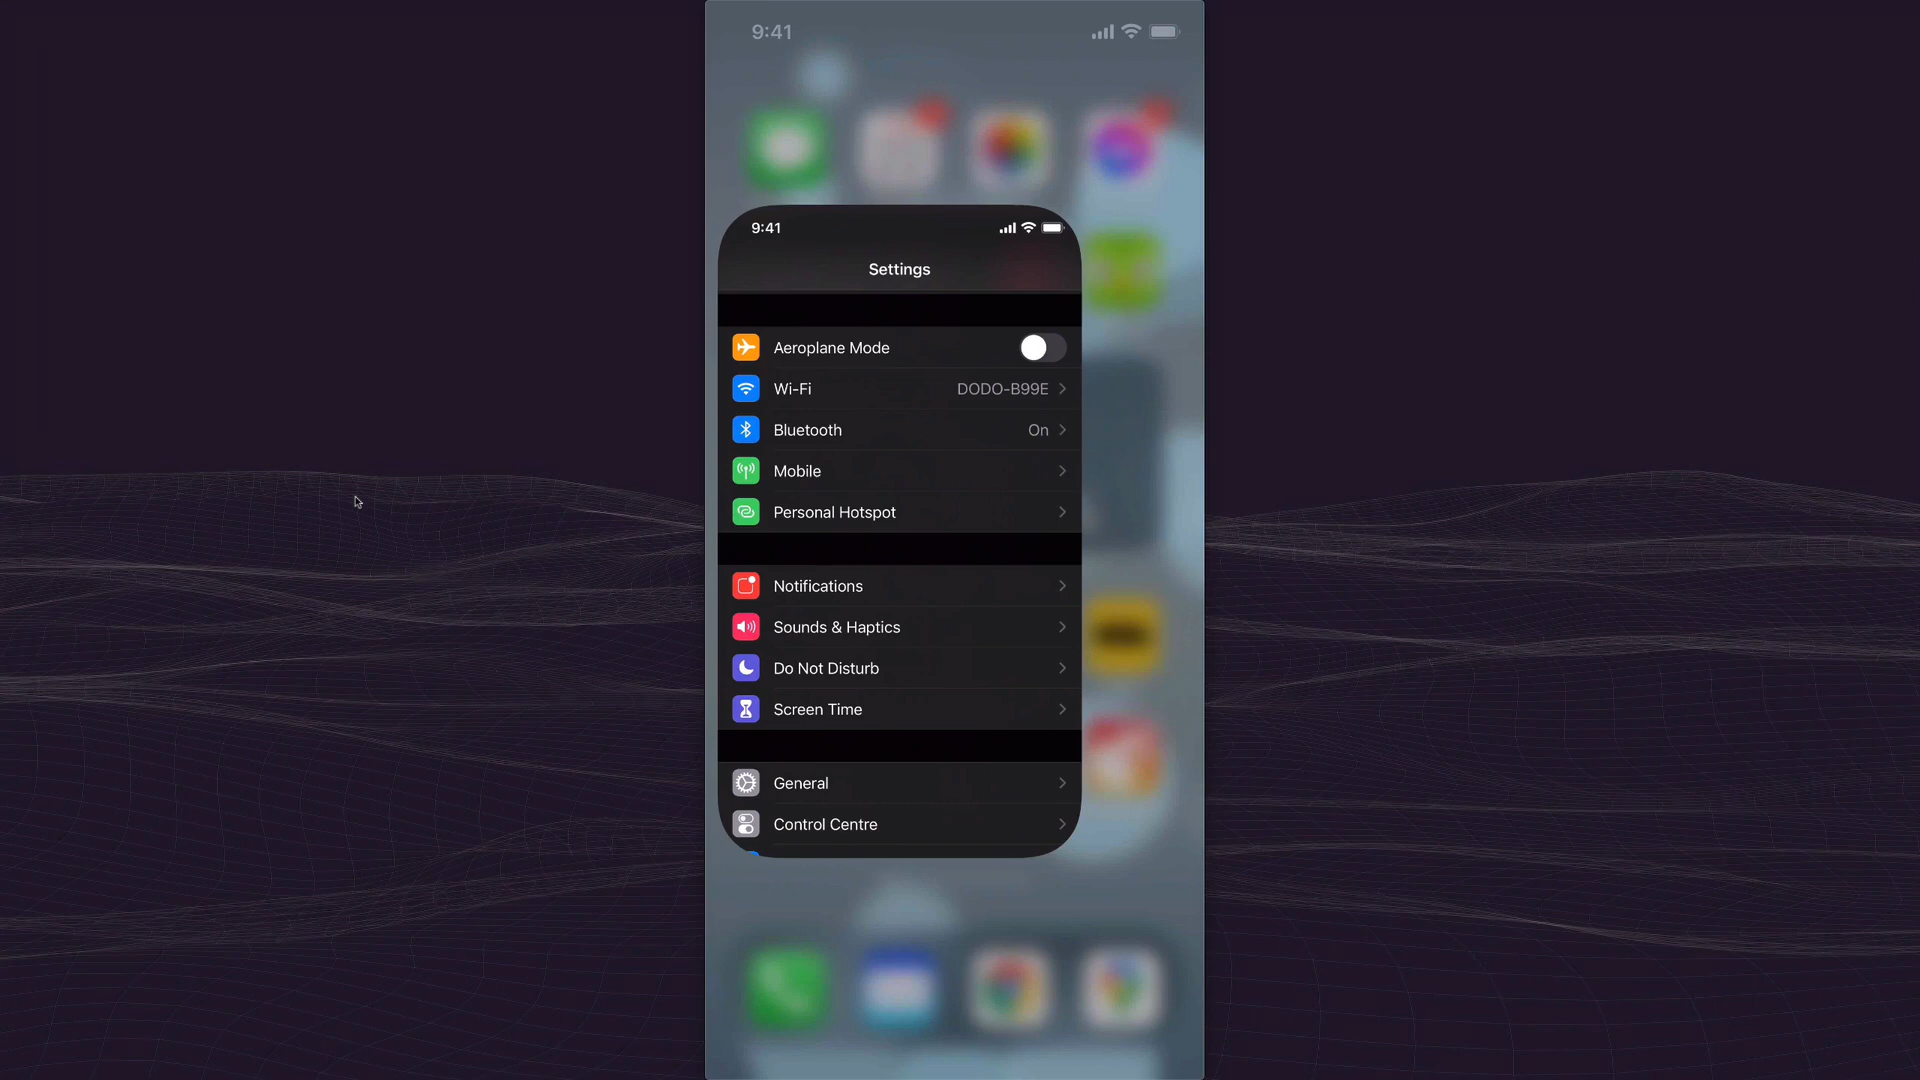 9:41
9:41
Settings
Aeroplane Mode
Wi-Fi DODO-B99E
Bluetooth On
Mobile
Personal Hotspot
Notifications
Sounds & Haptics
Do Not Disturb
Screen Time
General
Control Centre